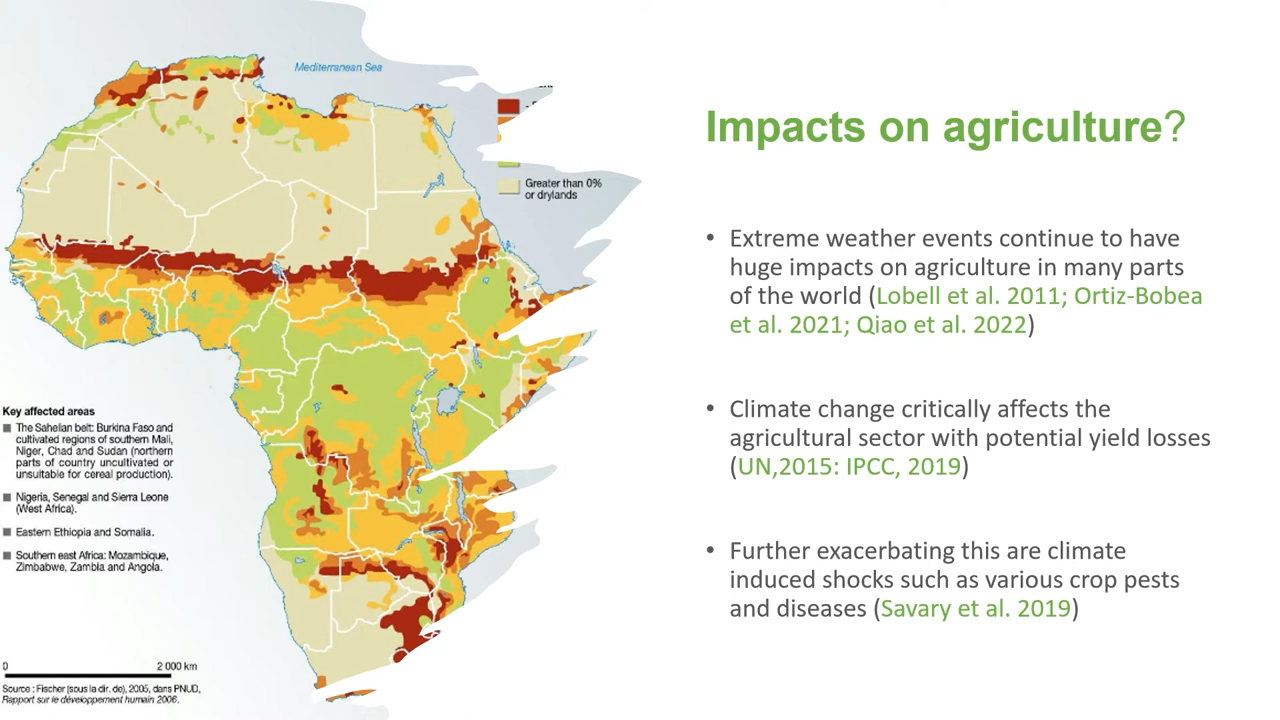 Mediterranean Sea
Greater than 0%
or drylands
Key affected areas
The Sahelian belt: Burkina Faso and
cultivated regions of southern Mali,
Niger, Chad and Sudan (northern
parts of country uncultivated or
unsuitable for cereal production).
Nigeria, Senegal and Sierra Leone
(West Africa).
Eastern Ethiopia and Somalia.
Southern east Africa: Mozambique,
Zimbabwe, Zambia and Angola.
0 2 000 km
Source : Fischer (sous la dir. de), 2005, dans PNUD,
Rapport sur le développement humain 2006.
Impacts on agriculture?
• Extreme weather events continue to have
huge impacts on agriculture in many parts
of the world (Lobell et al. 2011; Ortiz-Bobea
et al. 2021; Qiao et al. 2022)
• Climate change critically affects the
agricultural sector with potential yield losses
(UN,2015: IPCC, 2019)
• Further exacerbating this are climate
induced shocks such as various crop pests
and diseases (Savary et al. 2019)